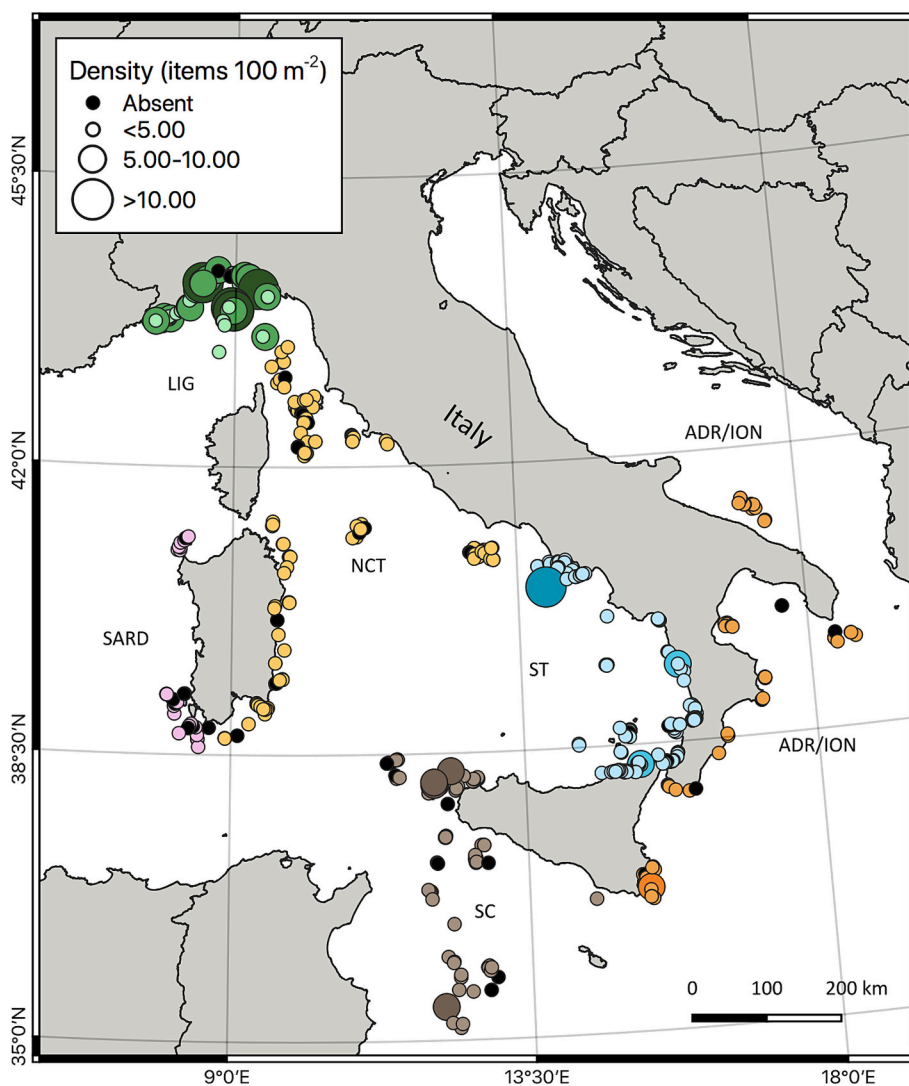 Density (items 100 m⁻²)
Absent
<5.00
5.00-10.00
>10.00
45°30'N
42°0'N
38°30'N
35°0'N
LIG
Italy
ADR/ION
NCT
SARD
ST
ADR/ION
SC
0 100 200 km
9°0'E 13°30'E 18°0'E